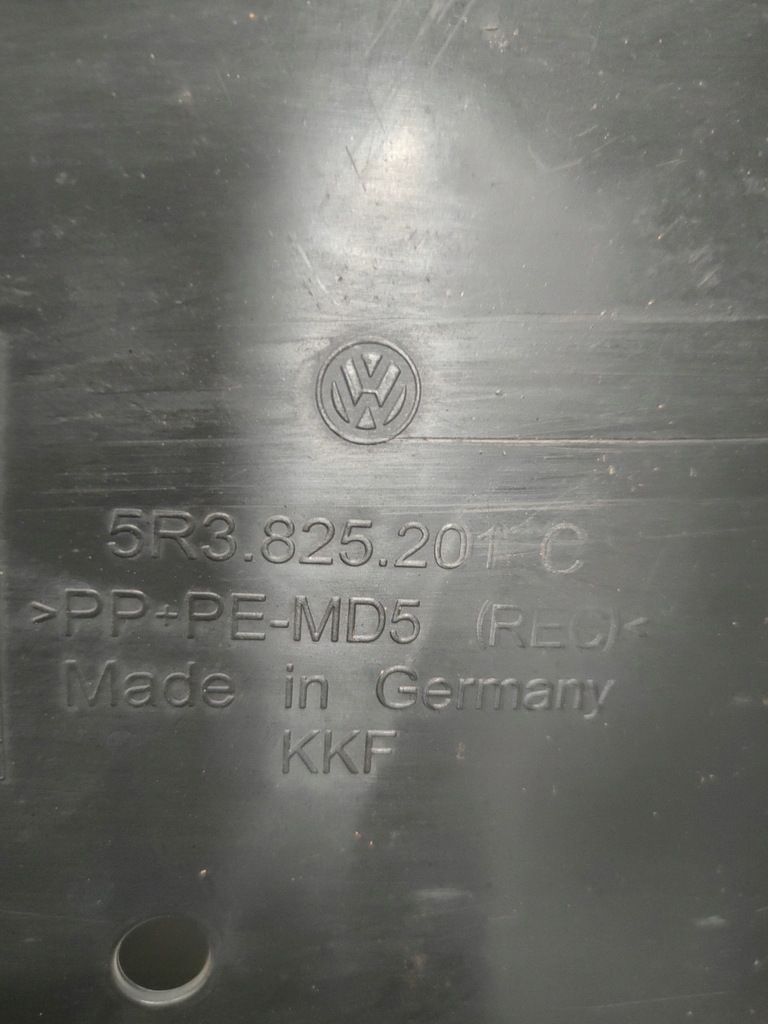 5R3.825.201 C
>PP+PE-MD5 (REC)<
Made in Germany
KKF